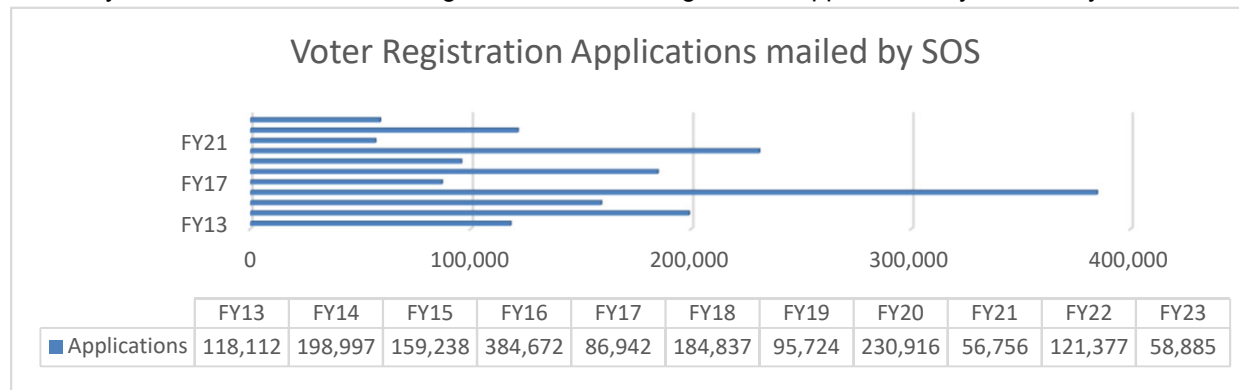 Voter Registration Applications mailed by SOS
FY21
FY17
FY13
0 100,000 200,000 300,000 400,000
FY13 FY14 FY15 FY16 FY17 FY18 FY19 FY20 FY21 FY22 FY23
Applications 118,112 198,997 159,238 384,672 86,942 184,837 95,724 230,916 56,756 121,377 58,885